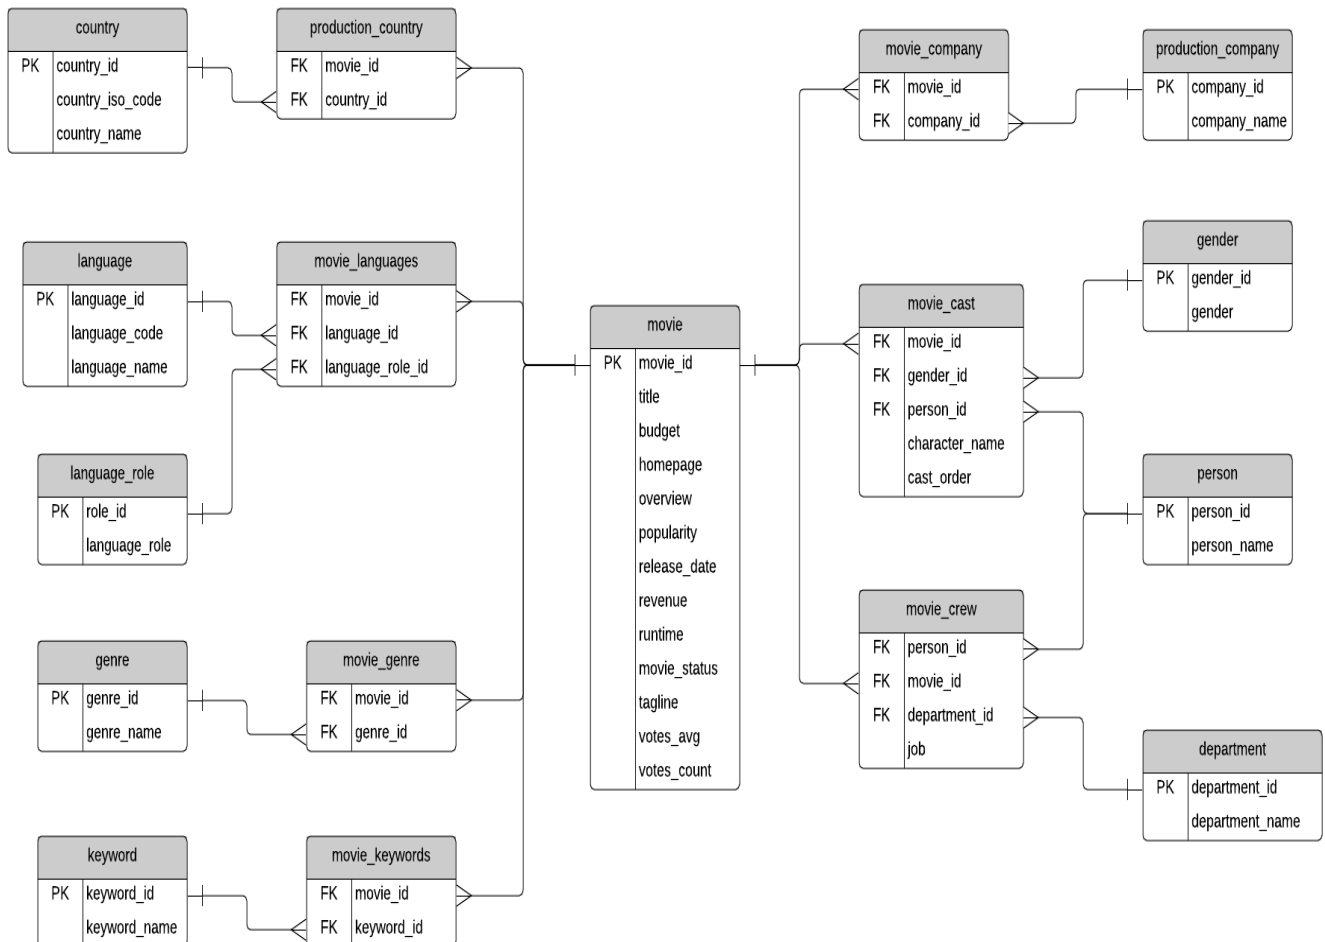 country
PK country_id
country_iso_code
country_name
production_country
FK movie_id
FK country_id
movie_company
FK movie_id
FK company_id
production_company
PK company_id
company_name
language
PK language_id
language_code
language_name
movie_languages
FK movie_id
FK language_id
FK language_role_id
gender
PK gender_id
gender
movie_cast
FK movie_id
FK gender_id
FK person_id
character_name
cast_order
movie
PK movie_id
title
budget
homepage
overview
popularity
release_date
revenue
runtime
movie_status
tagline
votes_avg
votes_count
language_role
PK role_id
language_role
person
PK person_id
person_name
movie_crew
FK person_id
FK movie_id
FK department_id
job
genre
PK genre_id
genre_name
movie_genre
FK movie_id
FK genre_id
department
PK department_id
department_name
keyword
PK keyword_id
keyword_name
movie_keywords
FK movie_id
FK keyword_id